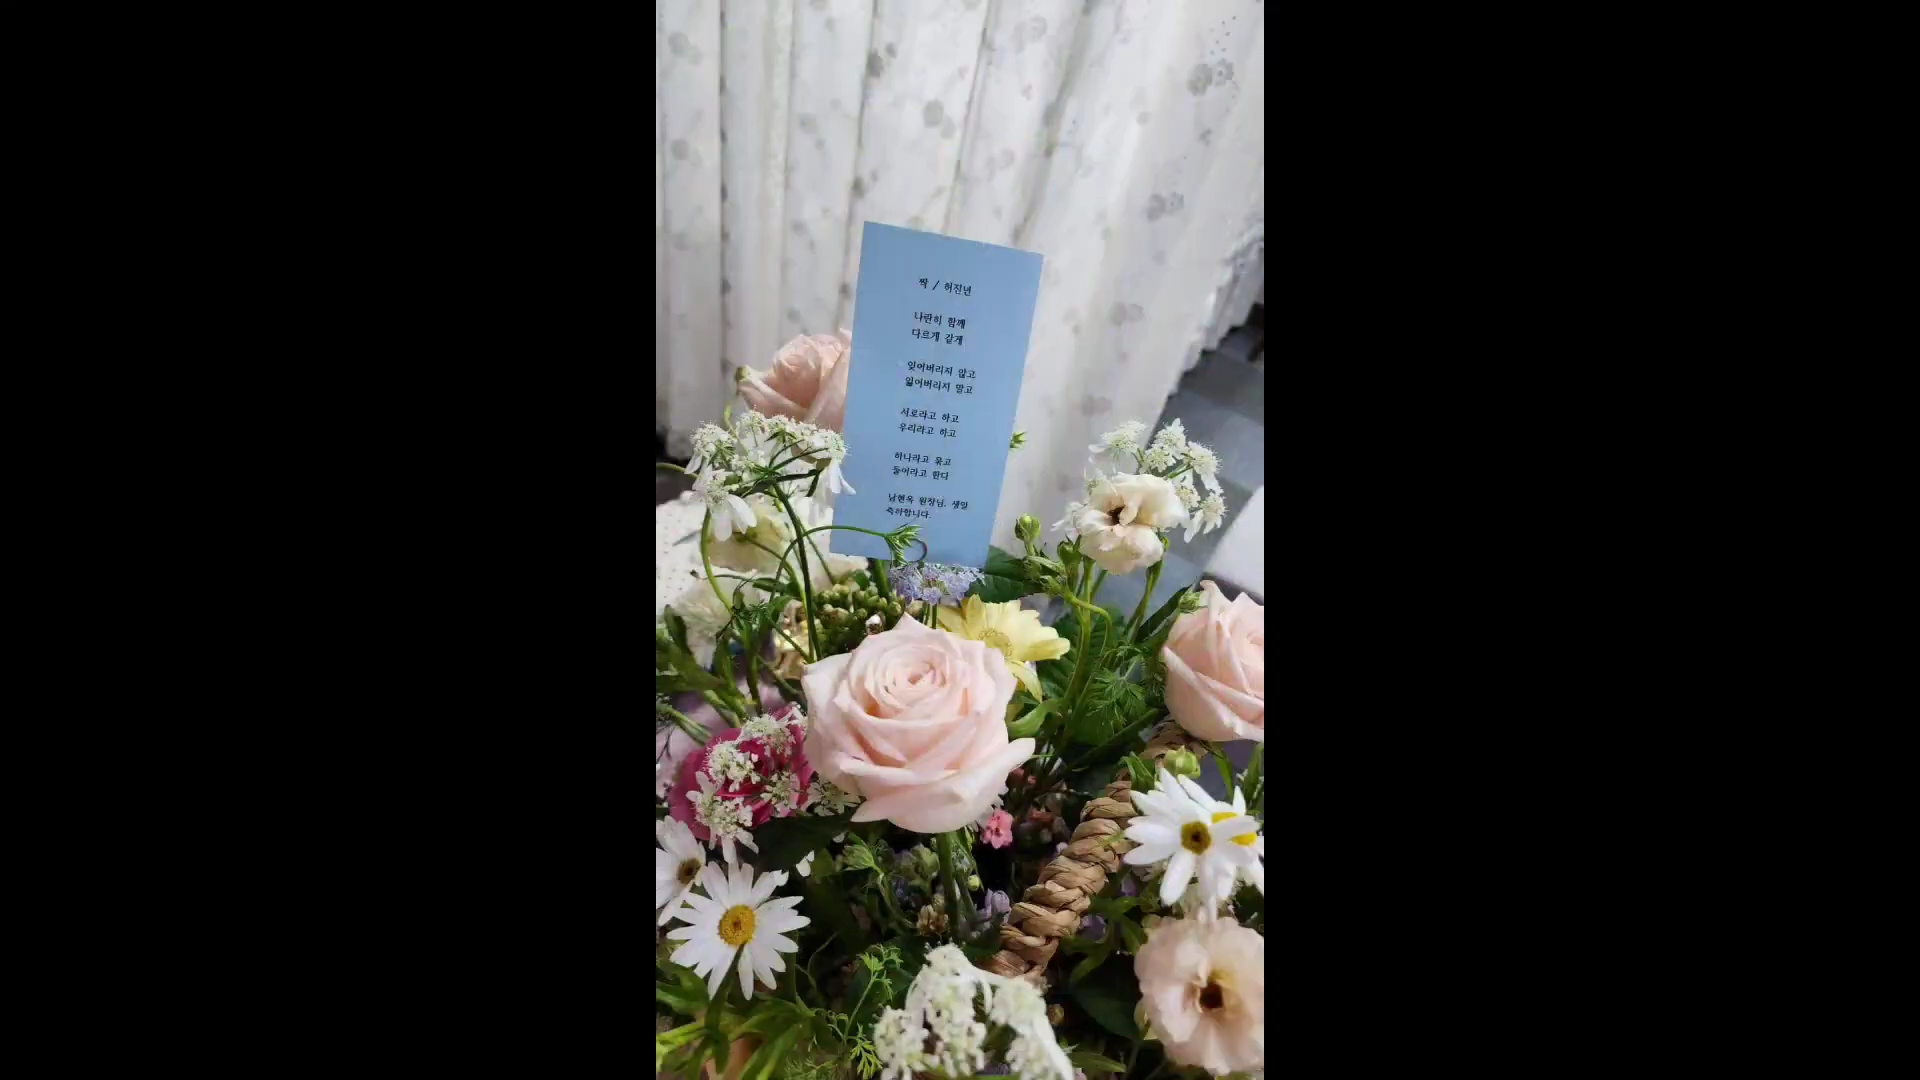 짝 / 허진년
나란히 함께
다르게 같게
잊어버리지 않고
잃어버리지 말고
서로라고 하고
우리라고 하고
하나라고 묶고
둘이라고 한다
남현옥 원장님, 생일
축하합니다.